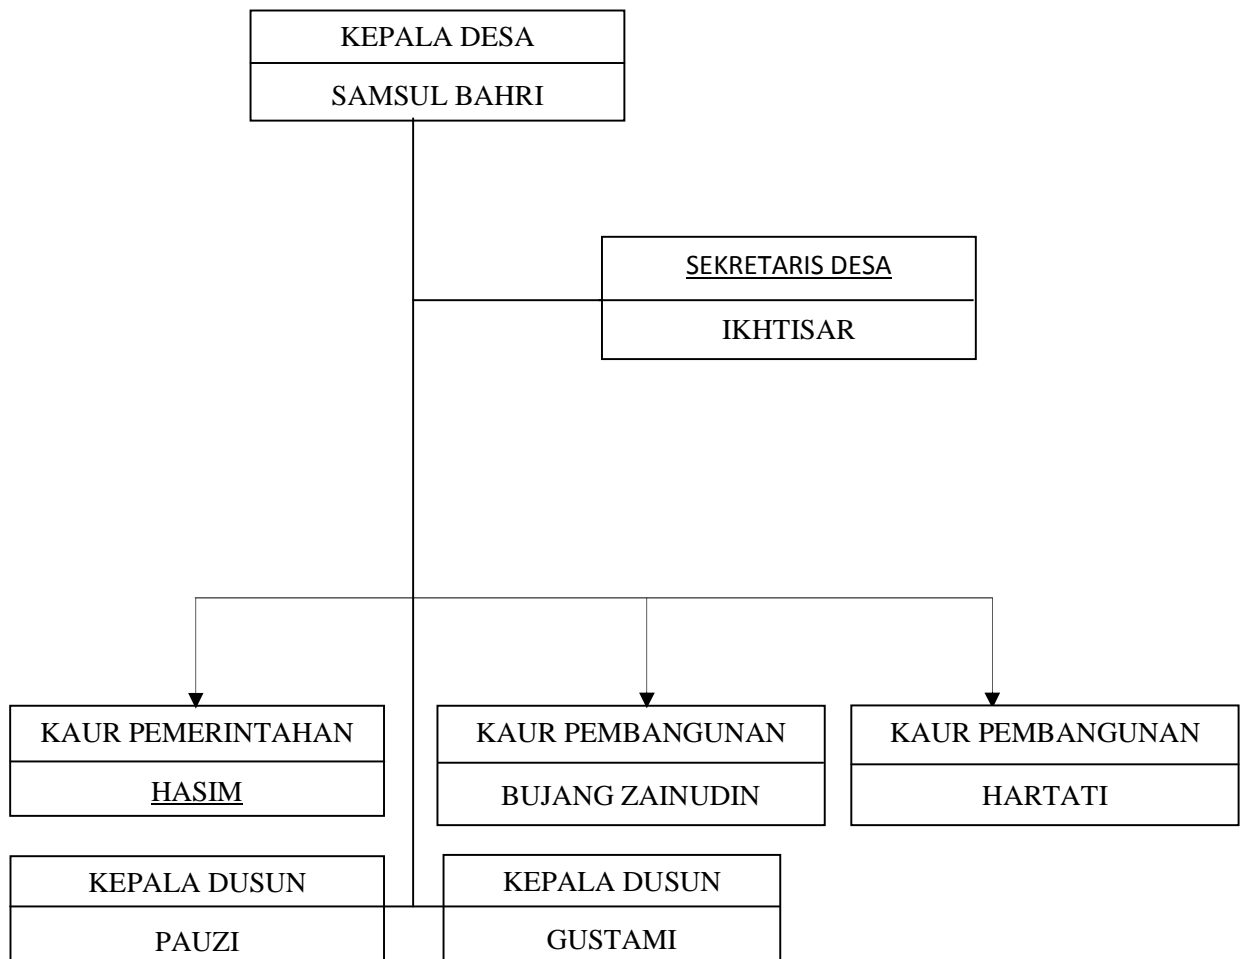 KEPALA DESA
SAMSUL BAHRI
SEKRETARIS DESA
IKHTISAR
KAUR PEMERINTAHAN
HASIM
KAUR PEMBANGUNAN
BUJANG ZAINUDIN
KAUR PEMBANGUNAN
HARTATI
KEPALA DUSUN
PAUZI
KEPALA DUSUN
GUSTAMI